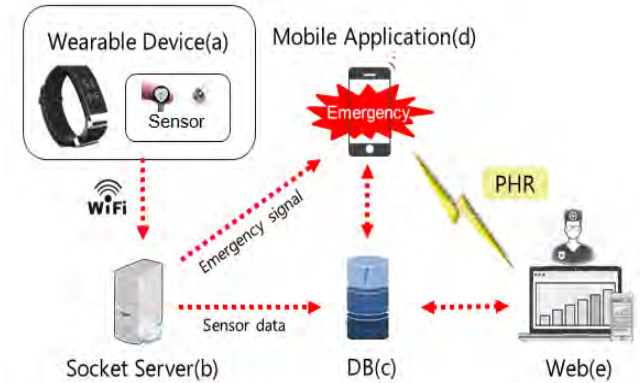 Wearable Device(a)
Mobile Application(d)
Sensor
Emergency
PHR
WiFi
Emergency signal
Sensor data
Socket Server(b)
DB(c)
Web(e)